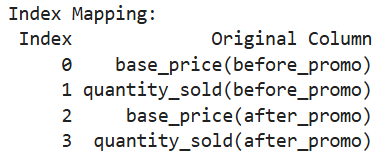 Index Mapping:
Index Original Column
0 base_price(before_promo)
1 quantity_sold(before_promo)
2 base_price(after_promo)
3 quantity_sold(after_promo)